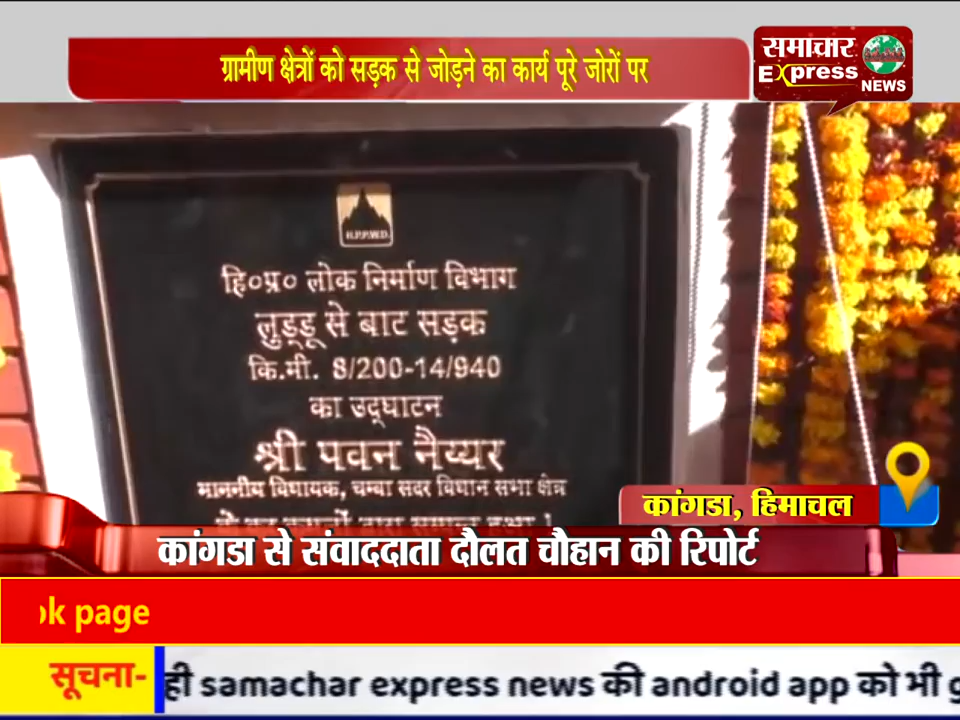 ग्रामीण क्षेत्रों को सड़क से जोड़ने का कार्य पूरे जोरों पर
समाचार
Express
NEWS
H.P.P.W.D.
हि०प्र० लोक निर्माण विभाग
लुड्डू से बाट सड़क
कि.मी. 8/200-14/940
का उद्घाटन
श्री पवन नैय्यर
माननीय विधायक, चम्बा सदर विधान सभा क्षेत्र
कांगडा, हिमाचल
कांगडा से संवाददाता दौलत चौहान की रिपोर्ट
page
सूचना-
ही samachar express news की android app को भी